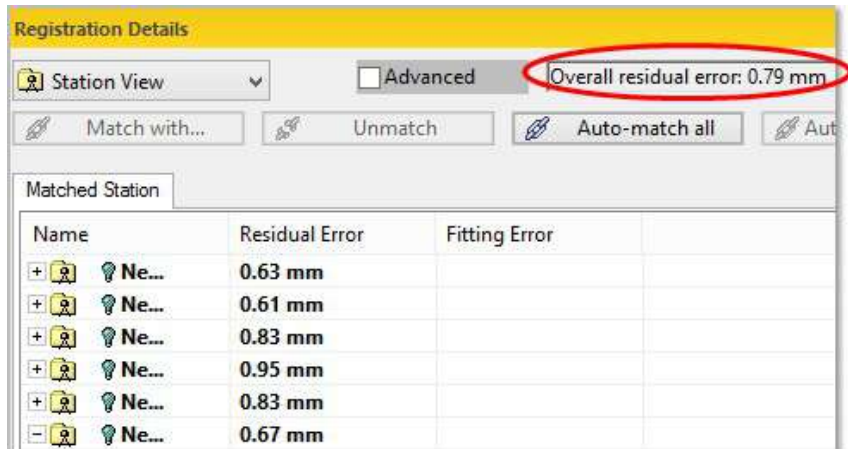 Registration Details
Station View Advanced Overall residual error: 0.79 mm
Match with... Unmatch Auto-match all Aut
Matched Station
Name Residual Error Fitting Error
Ne... 0.63 mm
Ne... 0.61 mm
Ne... 0.83 mm
Ne... 0.95 mm
Ne... 0.83 mm
Ne... 0.67 mm